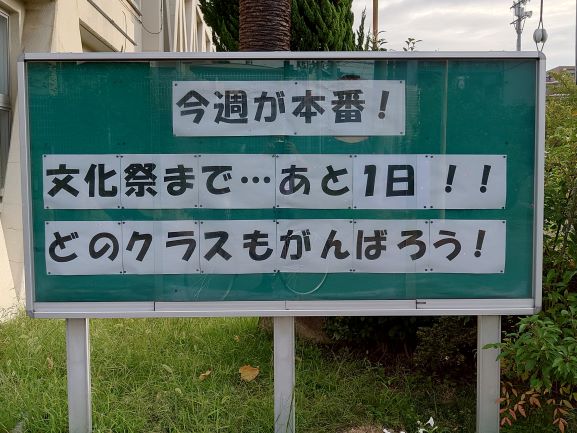 今週が本番！
文化祭まで…あと1日！！
どのクラスもがんばろう！